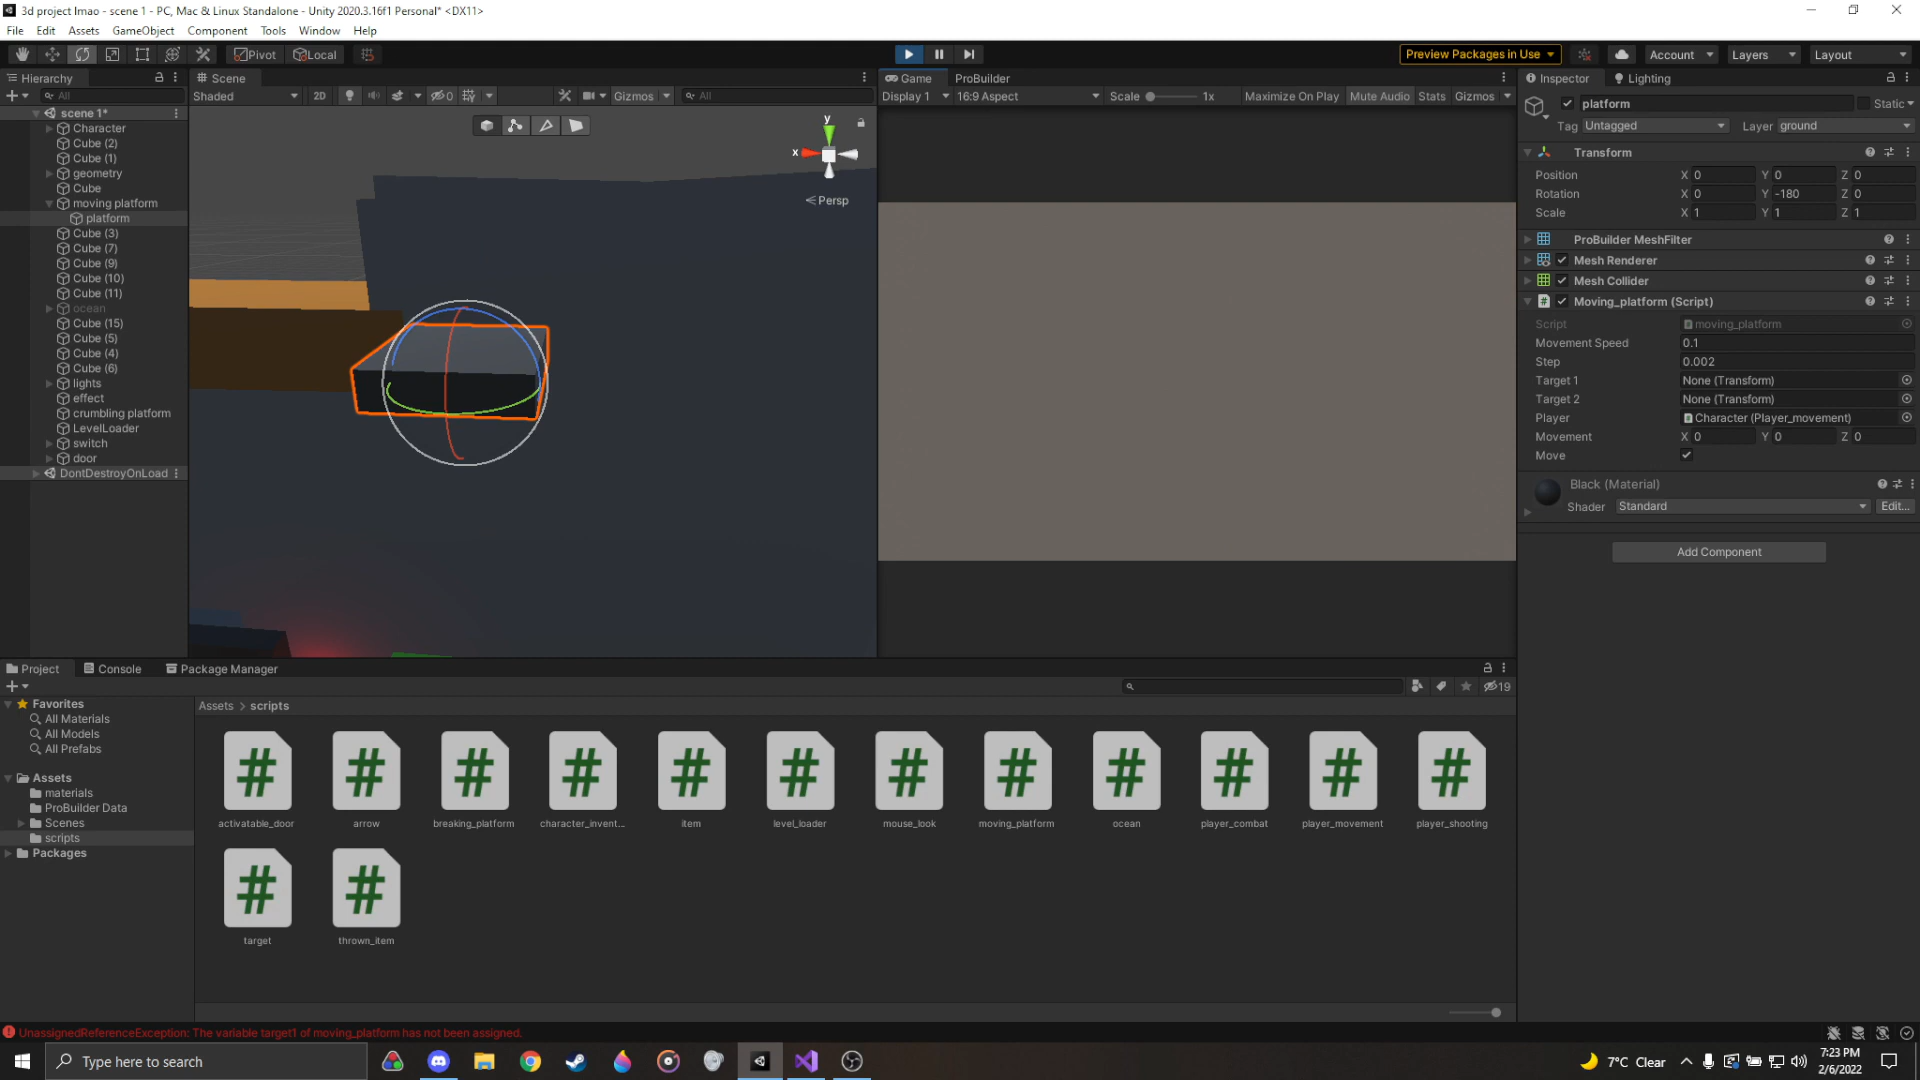 3d project lmao - scene 1 - PC, Mac & Linux Standalone - Unity 2020.3.16f1 Personal* <DX11>
File Edit Assets GameObject Component Tools Window Help
Pivot Local Preview Packages in Use Account Layers Layout
Hierarchy
All
scene 1*
Character
Cube (2)
Cube (1)
geometry
Cube
moving platform
platform
Cube (3)
Cube (7)
Cube (9)
Cube (10)
Cube (11)
ocean
Cube (15)
Cube (5)
Cube (4)
Cube (6)
lights
effect
crumbling platform
LevelLoader
switch
door
DontDestroyOnLoad
Scene
Shaded 2D 0 Gizmos All
y
x
Persp
Game ProBuilder
Display 1 16:9 Aspect Scale 1x Maximize On Play Mute Audio Stats Gizmos
Inspector Lighting
platform Static
Tag Untagged Layer ground
Transform
Position X 0 Y 0 Z 0
Rotation X 0 Y -180 Z 0
Scale X 1 Y 1 Z 1
ProBuilder MeshFilter
Mesh Renderer
Mesh Collider
Moving_platform (Script)
Script moving_platform
Movement Speed 0.1
Step 0.002
Target 1 None (Transform)
Target 2 None (Transform)
Player Character (Player_movement)
Movement X 0 Y 0 Z 0
Move
Black (Material)
Shader Standard Edit...
Add Component
Project Console Package Manager
19
Favorites
All Materials
All Models
All Prefabs
Assets
materials
ProBuilder Data
Scenes
scripts
Packages
Assets > scripts
activatable_door arrow breaking_platform character_invent... item level_loader mouse_look moving_platform ocean player_combat player_movement player_shooting
target thrown_item
UnassignedReferenceException: The variable target1 of moving_platform has not been assigned.
Type here to search
7°C Clear
7:23 PM
2/6/2022